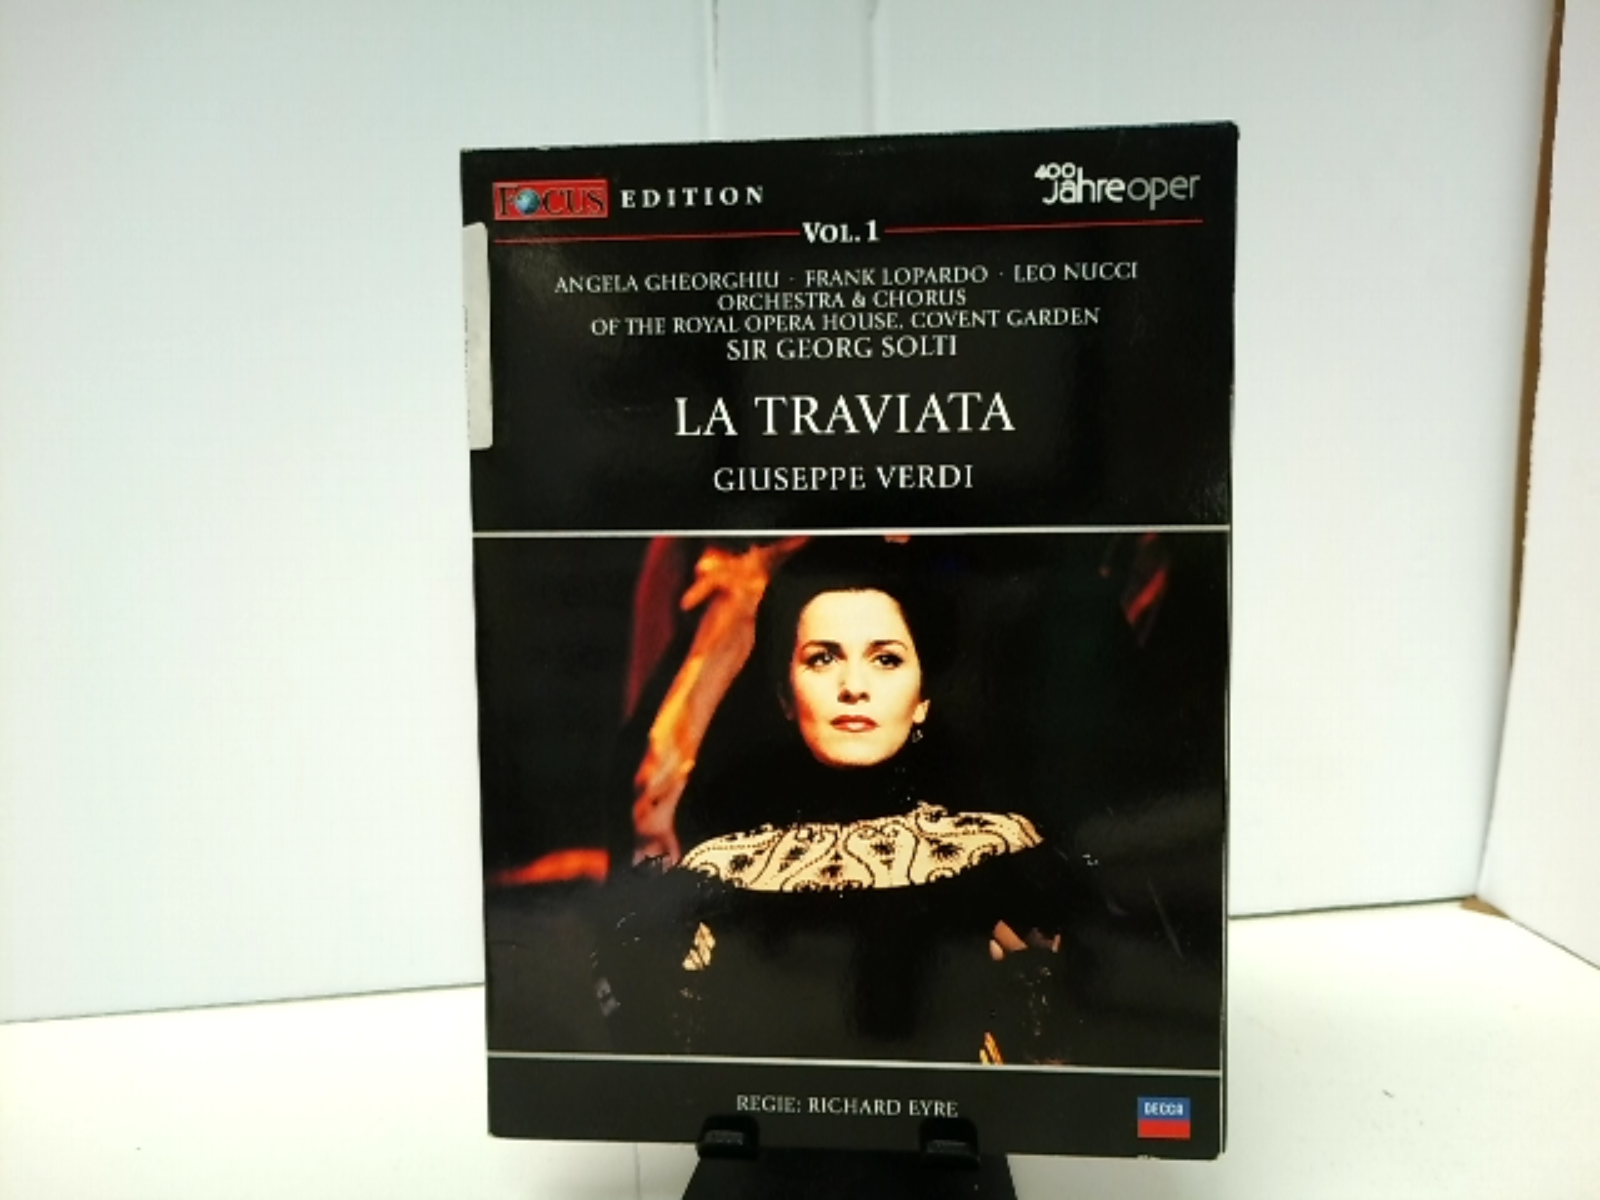 FOCUS EDITION
400 Jahre oper
VOL. 1
ANGELA GHEORGHIU · FRANK LOPARDO · LEO NUCCI
ORCHESTRA & CHORUS
OF THE ROYAL OPERA HOUSE, COVENT GARDEN
SIR GEORG SOLTI
LA TRAVIATA
GIUSEPPE VERDI
REGIE: RICHARD EYRE
DECCA